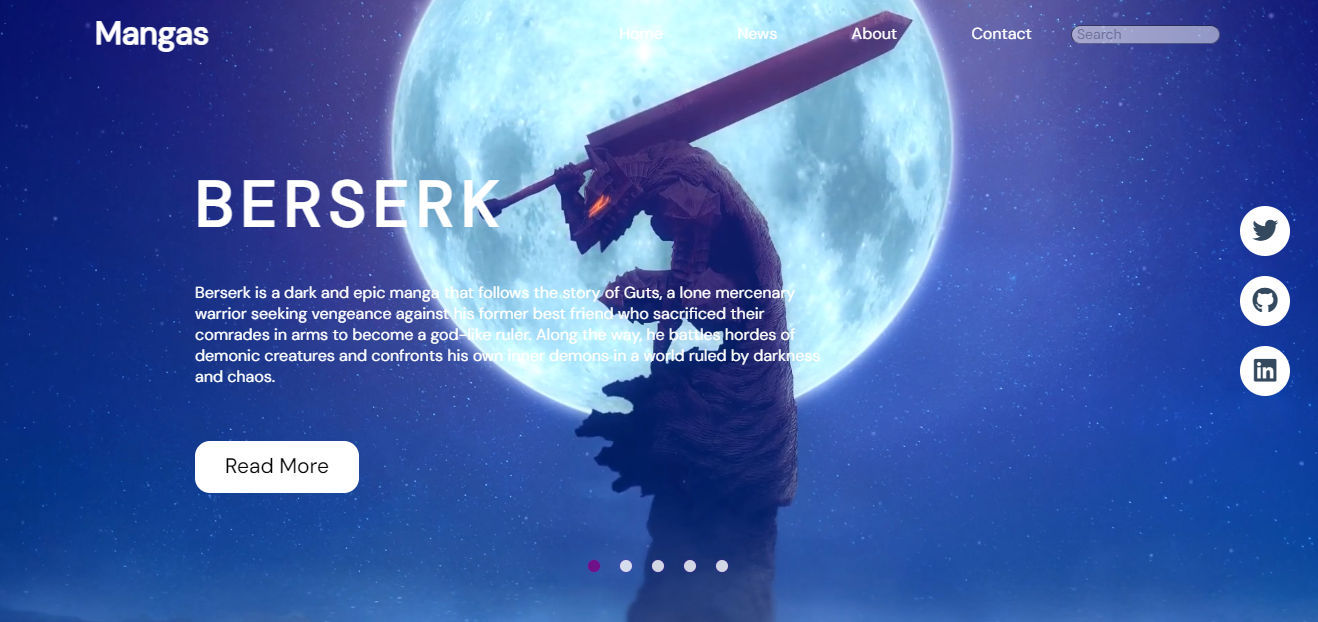 Mangas
Home News About Contact Search
BERSERK
Berserk is a dark and epic manga that follows the story of Guts, a lone mercenary
warrior seeking vengeance against his former best friend who sacrificed their
comrades in arms to become a god-like ruler. Along the way, he battles hordes of
demonic creatures and confronts his own inner demons in a world ruled by darkness
and chaos.
Read More
in